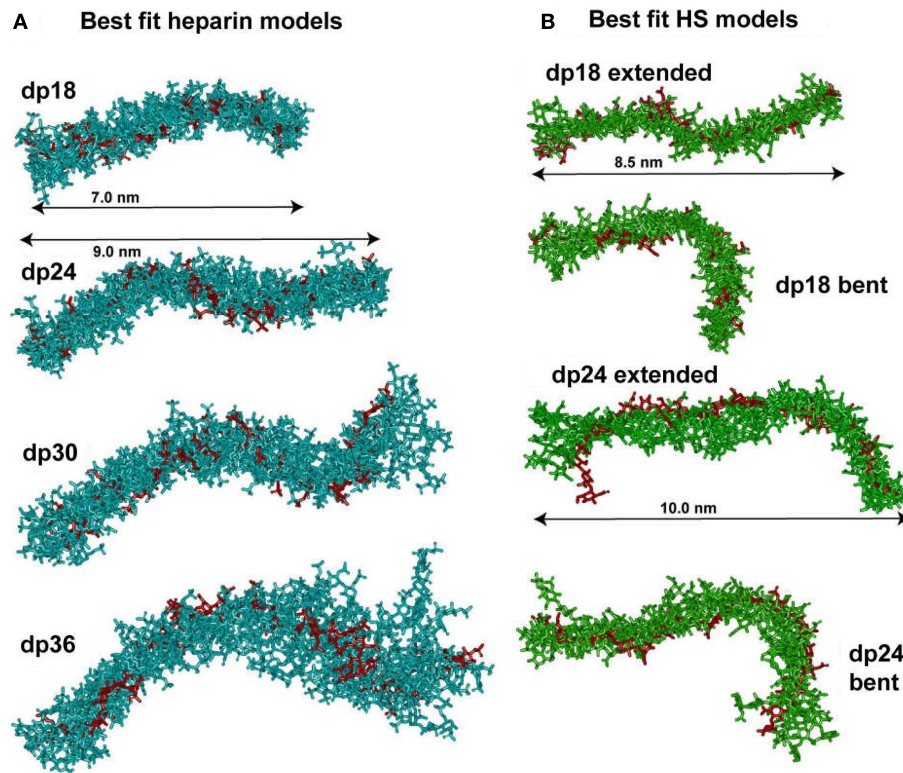 A
Best fit heparin models
dp18
7.0 nm
9.0 nm
dp24
dp30
dp36
B
Best fit HS models
dp18 extended
8.5 nm
dp18 bent
dp24 extended
10.0 nm
dp24
bent